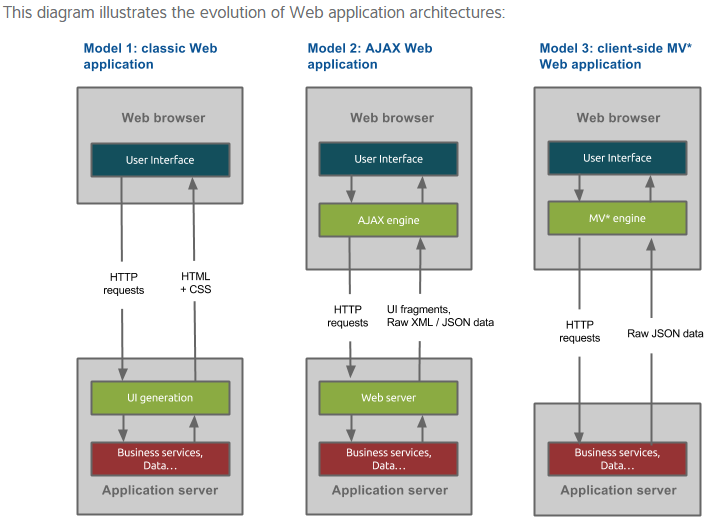 This diagram illustrates the evolution of Web application architectures:
Model 1: classic Web
application
Web browser
User Interface
HTTP
requests
HTML
+ CSS
UI generation
Business services,
Data...
Application server
Model 2: AJAX Web
application
Web browser
User Interface
AJAX engine
HTTP
requests
UI fragments,
Raw XML / JSON data
Web server
Business services,
Data...
Application server
Model 3: client-side MV*
Web application
Web browser
User Interface
MV* engine
HTTP
requests
Raw JSON data
Business services,
Data...
Application server